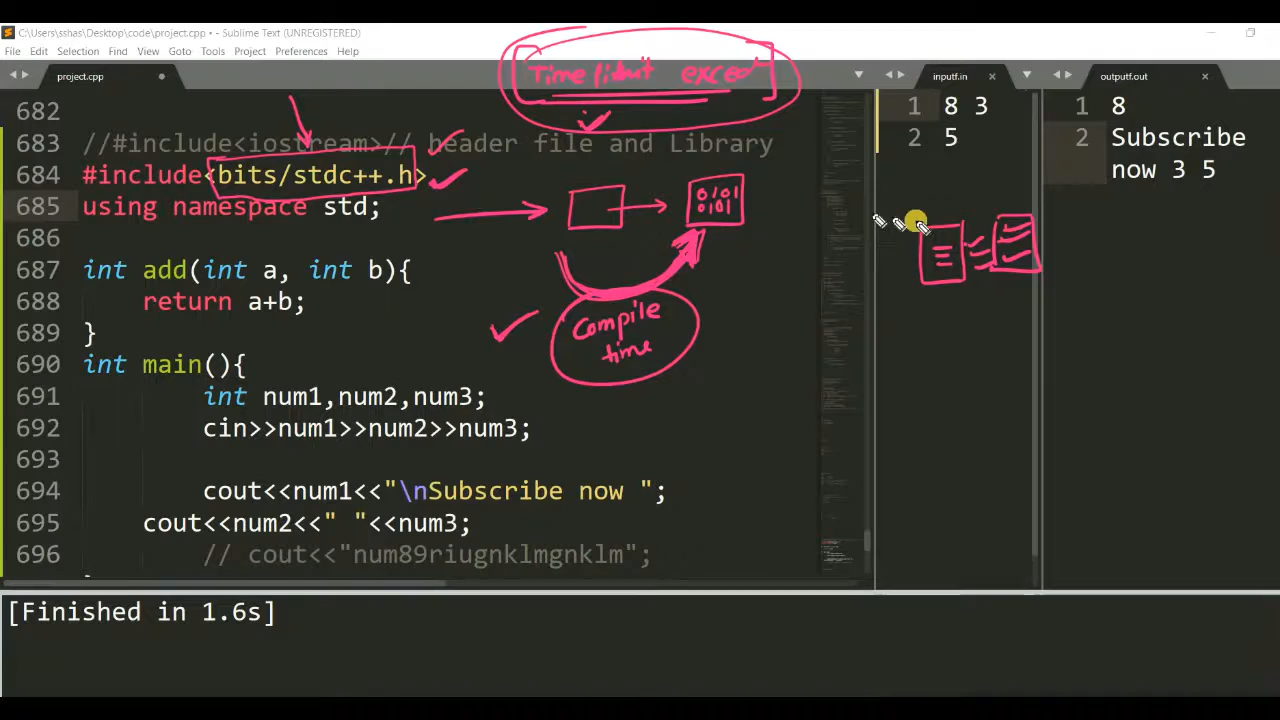 C:\Users\sshas\Desktop\code\project.cpp • - Sublime Text (UNREGISTERED)
File Edit Selection Find View Goto Tools Project Preferences Help
project.cpp
inputf.in
outputf.out
Time limit exceed
682
683 //#include<iostream>// header file and Library
684 #include<bits/stdc++.h>
685 using namespace std;
686
687 int add(int a, int b){
688 return a+b;
689 }
690 int main(){
691 int num1,num2,num3;
692 cin>>num1>>num2>>num3;
693
694 cout<<num1<<"\nSubscribe now ";
695 cout<<num2<<" "<<num3;
696 // cout<<"num89riugnklmgnklm";
0101
0101
Compile
time
1 8 3
2 5
1 8
2 Subscribe
now 3 5
[Finished in 1.6s]